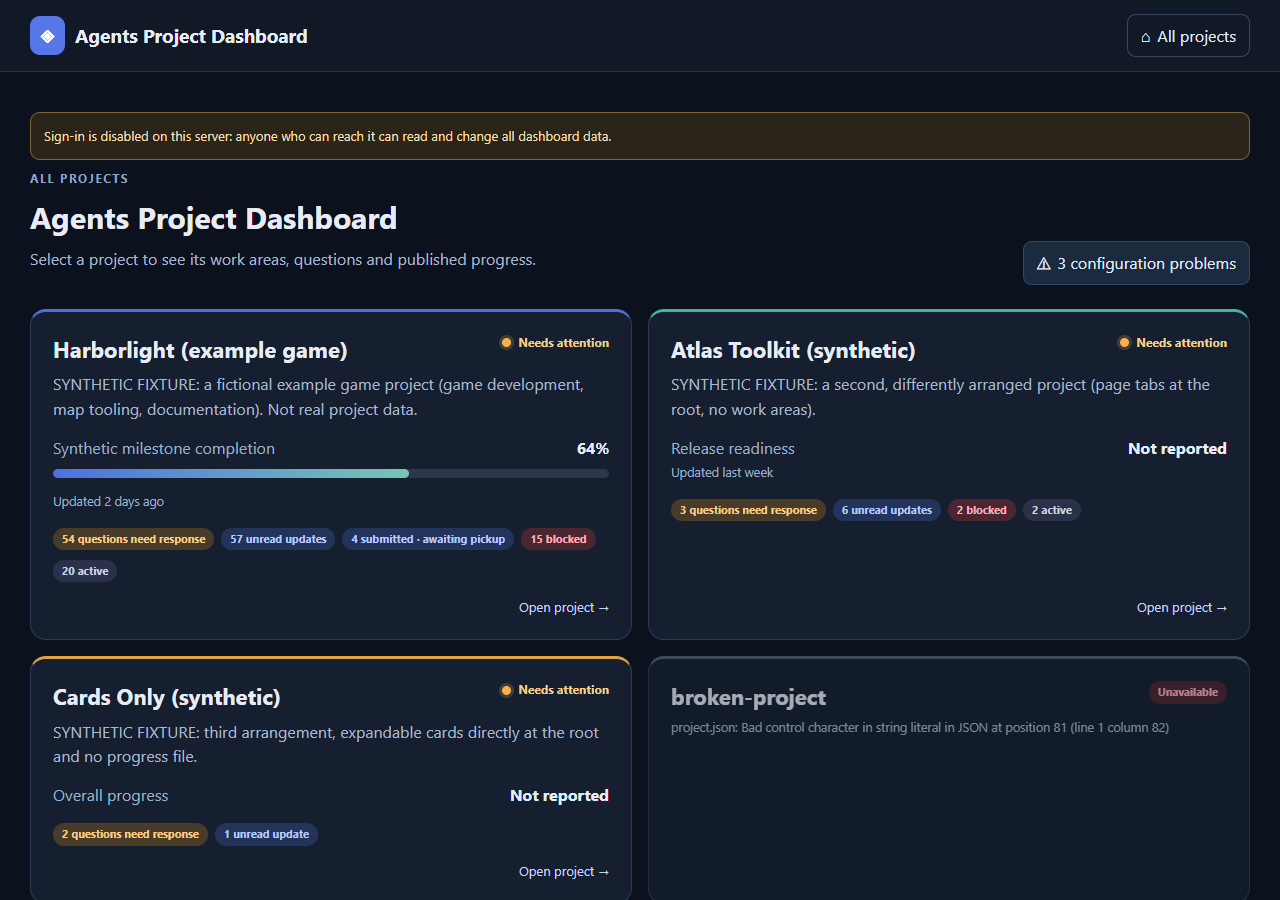 Agents Project Dashboard
All projects
Sign-in is disabled on this server: anyone who can reach it can read and change all dashboard data.
ALL PROJECTS
Agents Project Dashboard
Select a project to see its work areas, questions and published progress.
3 configuration problems
Harborlight (example game)
Needs attention
SYNTHETIC FIXTURE: a fictional example game project (game development,
map tooling, documentation). Not real project data.
Synthetic milestone completion
64%
Updated 2 days ago
54 questions need response
57 unread updates
4 submitted · awaiting pickup
15 blocked
20 active
Open project →
Atlas Toolkit (synthetic)
Needs attention
SYNTHETIC FIXTURE: a second, differently arranged project (page tabs at the
root, no work areas).
Release readiness
Not reported
Updated last week
3 questions need response
6 unread updates
2 blocked
2 active
Open project →
Cards Only (synthetic)
Needs attention
SYNTHETIC FIXTURE: third arrangement, expandable cards directly at the root
and no progress file.
Overall progress
Not reported
2 questions need response
1 unread update
Open project →
broken-project
Unavailable
project.json: Bad control character in string literal in JSON at position 81 (line 1 column 82)